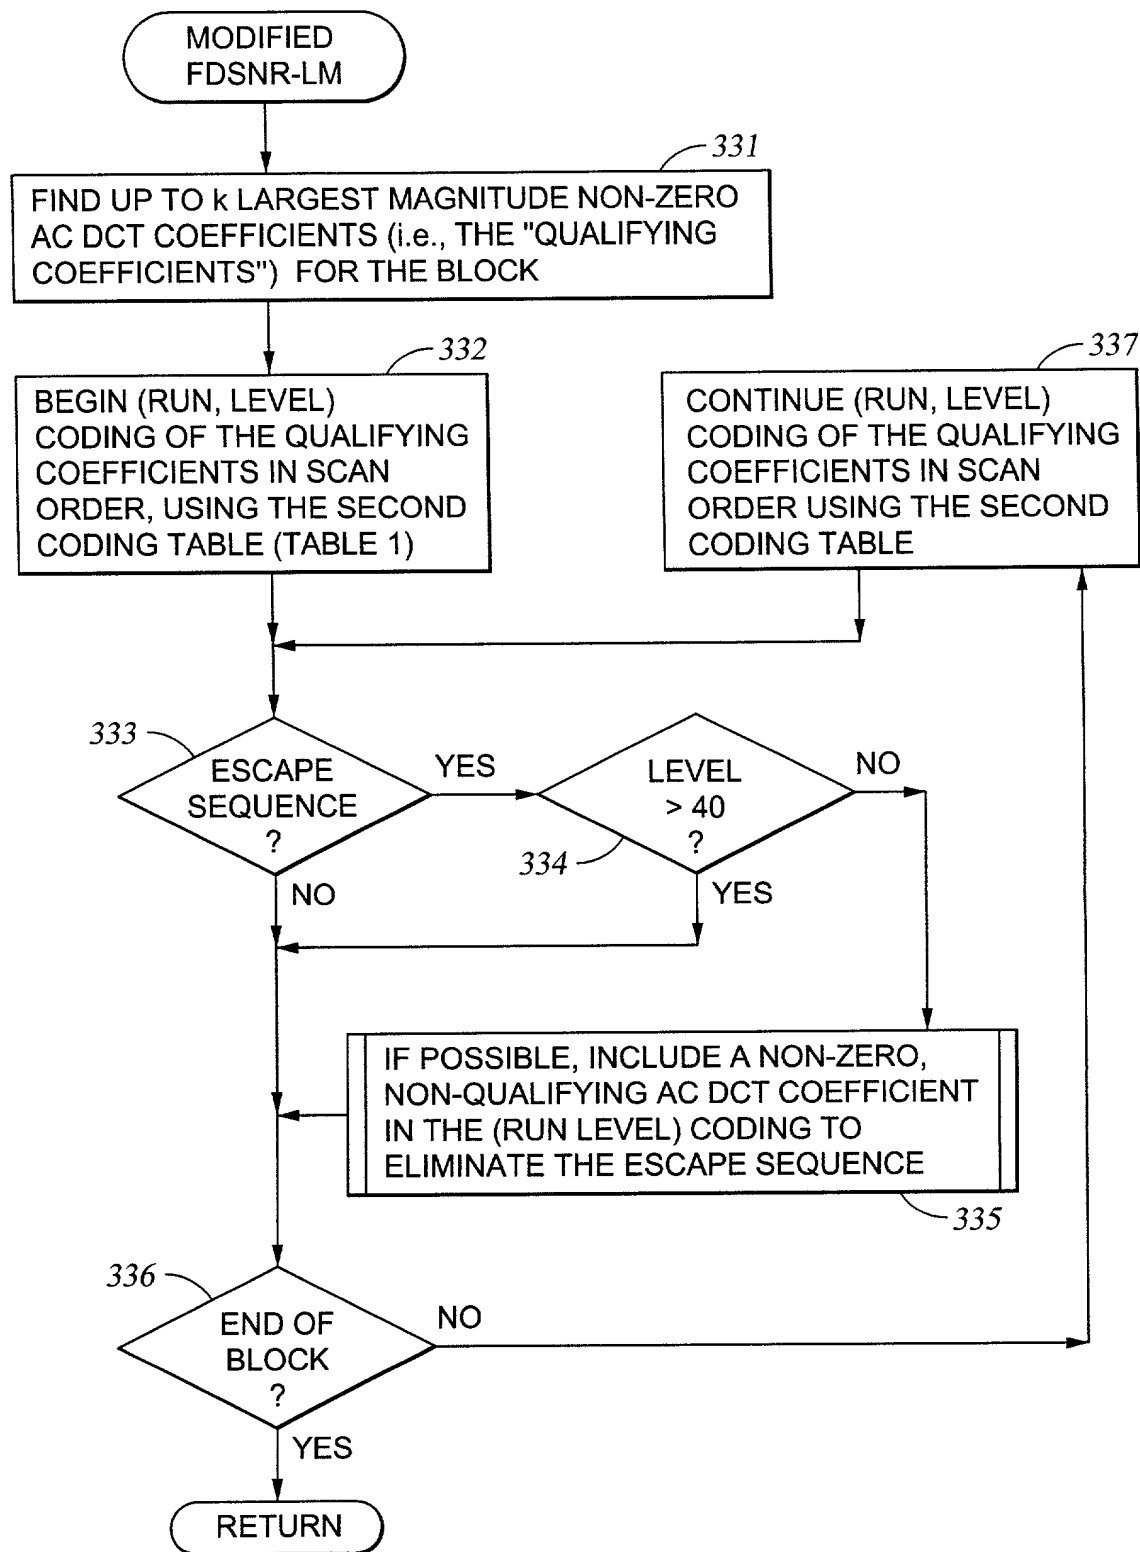 MODIFIED
FDSNR-LM
331
FIND UP TO k LARGEST MAGNITUDE NON-ZERO
AC DCT COEFFICIENTS (i.e., THE "QUALIFYING
COEFFICIENTS") FOR THE BLOCK
332
BEGIN (RUN, LEVEL)
CODING OF THE QUALIFYING
COEFFICIENTS IN SCAN
ORDER, USING THE SECOND
CODING TABLE (TABLE 1)
337
CONTINUE (RUN, LEVEL)
CODING OF THE QUALIFYING
COEFFICIENTS IN SCAN
ORDER USING THE SECOND
CODING TABLE
333
ESCAPE
SEQUENCE
?
YES
NO
334
LEVEL
> 40
?
NO
YES
IF POSSIBLE, INCLUDE A NON-ZERO,
NON-QUALIFYING AC DCT COEFFICIENT
IN THE (RUN LEVEL) CODING TO
ELIMINATE THE ESCAPE SEQUENCE
335
336
END OF
BLOCK
?
NO
YES
RETURN